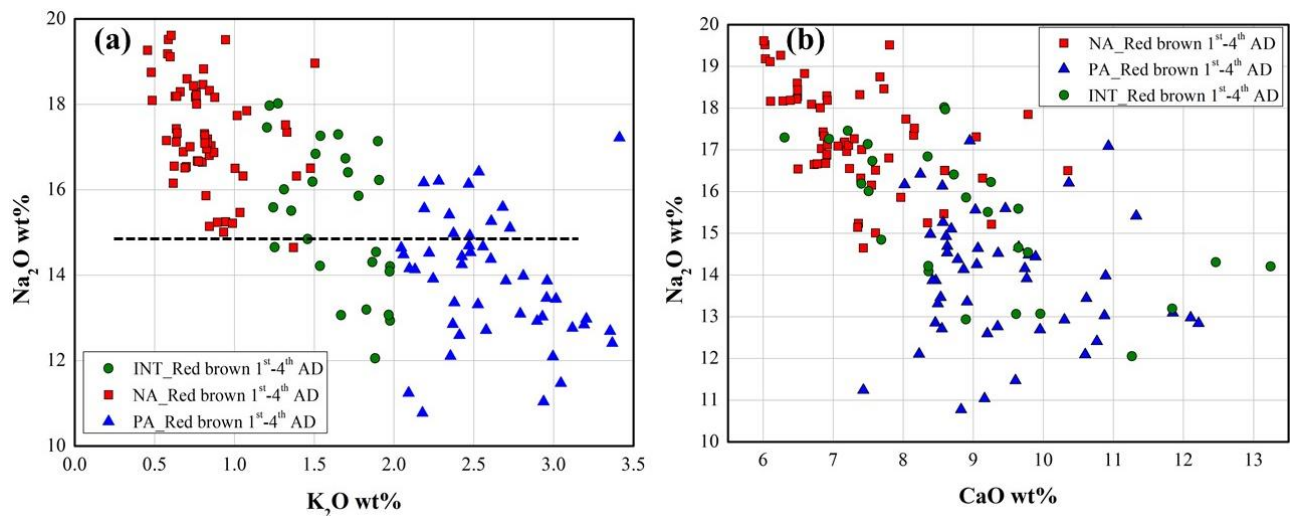 (a)
20
18
16
14
12
10
Na₂O wt%
INT_Red brown 1ˢᵗ-4ᵗʰ AD
NA_Red brown 1ˢᵗ-4ᵗʰ AD
PA_Red brown 1ˢᵗ-4ᵗʰ AD
0.0 0.5 1.0 1.5 2.0 2.5 3.0 3.5
K₂O wt%
(b)
20
19
18
17
16
15
14
13
12
11
10
Na₂O wt%
NA_Red brown 1ˢᵗ-4ᵗʰ AD
PA_Red brown 1ˢᵗ-4ᵗʰ AD
INT_Red brown 1ˢᵗ-4ᵗʰ AD
6 7 8 9 10 11 12 13
CaO wt%